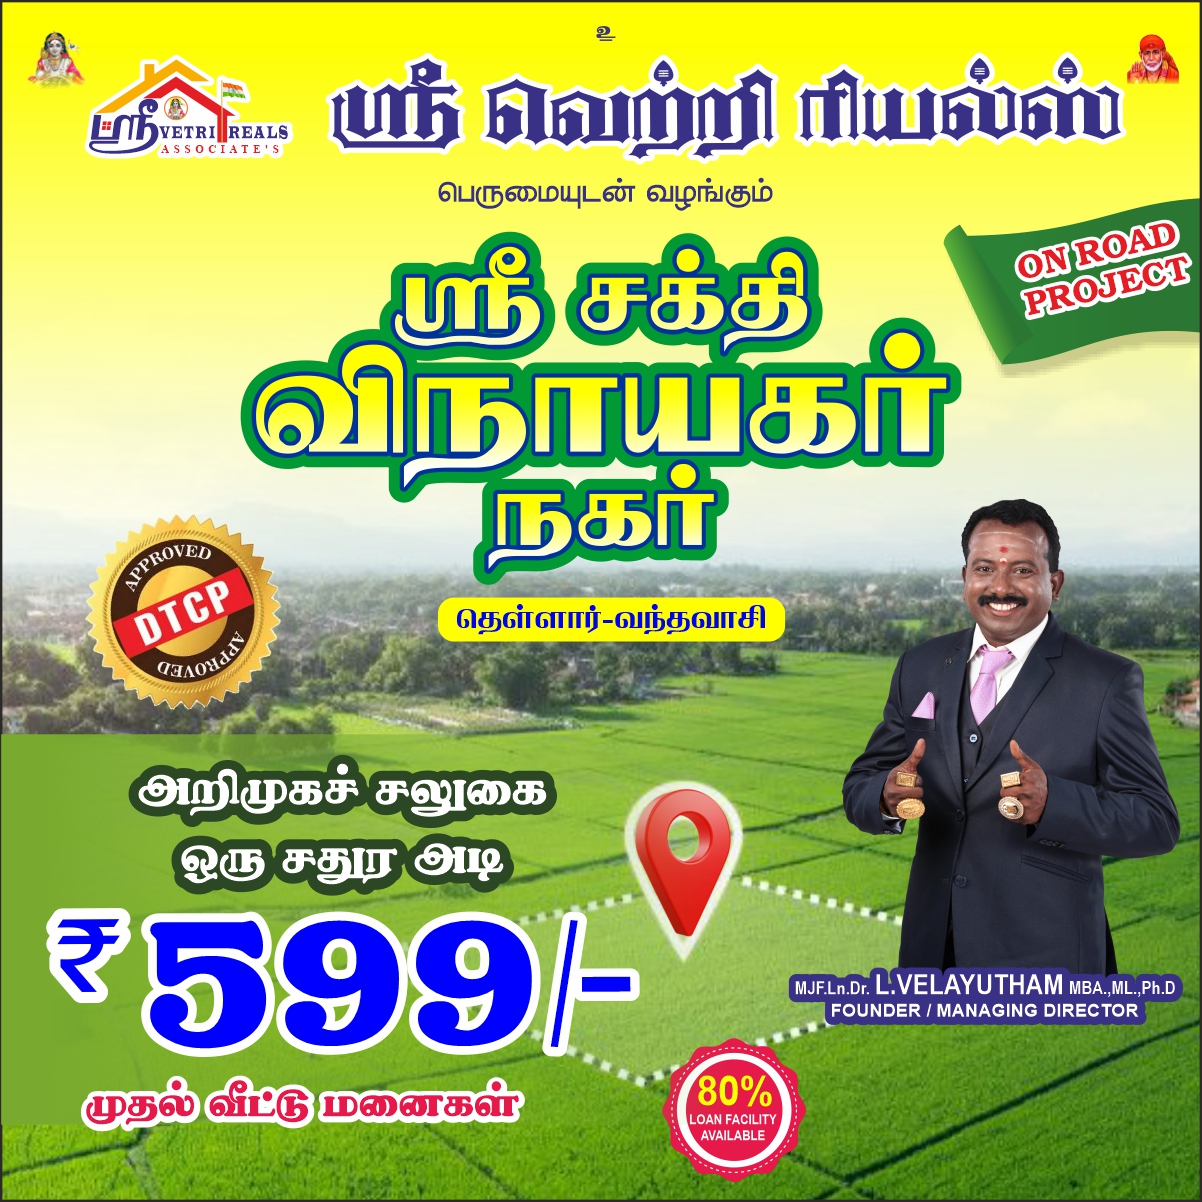 உ
ஸ்ரீ VETRI REALS
ASSOCIATE'S
ஸ்ரீ வெற்றி ரியல்ஸ்
பெருமையுடன் வழங்கும்
ON ROAD
PROJECT
ஸ்ரீ சக்தி
விநாயகர்
நகர்
தெள்ளார்-வந்தவாசி
APPROVED
DTCP
APPROVED
அறிமுகச் சலுகை
ஒரு சதுர அடி
₹ 599/-
முதல் வீட்டு மனைகள்
MJF.Ln.Dr. L.VELAYUTHAM MBA.,ML.,Ph.D
FOUNDER / MANAGING DIRECTOR
80%
LOAN FACILITY
AVAILABLE